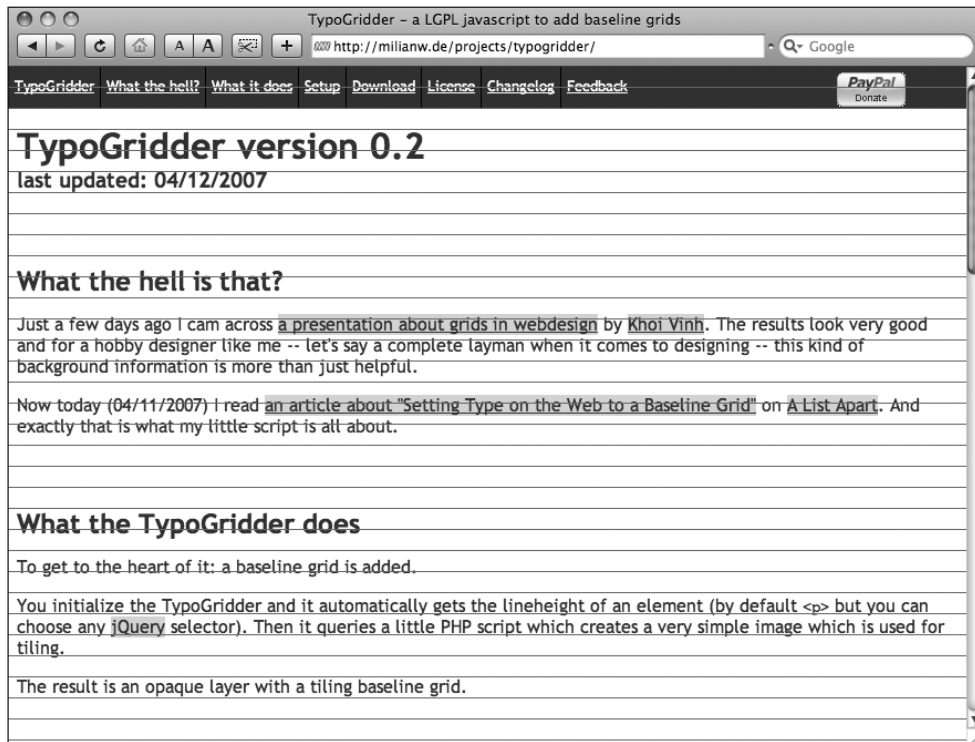 TypoGridder – a LGPL javascript to add baseline grids
A A
http://milianw.de/projects/typogridder/
Google
TypoGridder What the hell? What it does Setup Download License Changelog Feedback
PayPal
Donate
TypoGridder version 0.2
last updated: 04/12/2007
What the hell is that?
Just a few days ago I cam across a presentation about grids in webdesign by Khoi Vinh. The results look very good
and for a hobby designer like me -- let's say a complete layman when it comes to designing -- this kind of
background information is more than just helpful.
Now today (04/11/2007) I read an article about "Setting Type on the Web to a Baseline Grid" on A List Apart. And
exactly that is what my little script is all about.
What the TypoGridder does
To get to the heart of it: a baseline grid is added.
You initialize the TypoGridder and it automatically gets the lineheight of an element (by default <p> but you can
choose any jQuery selector). Then it queries a little PHP script which creates a very simple image which is used for
tiling.
The result is an opaque layer with a tiling baseline grid.